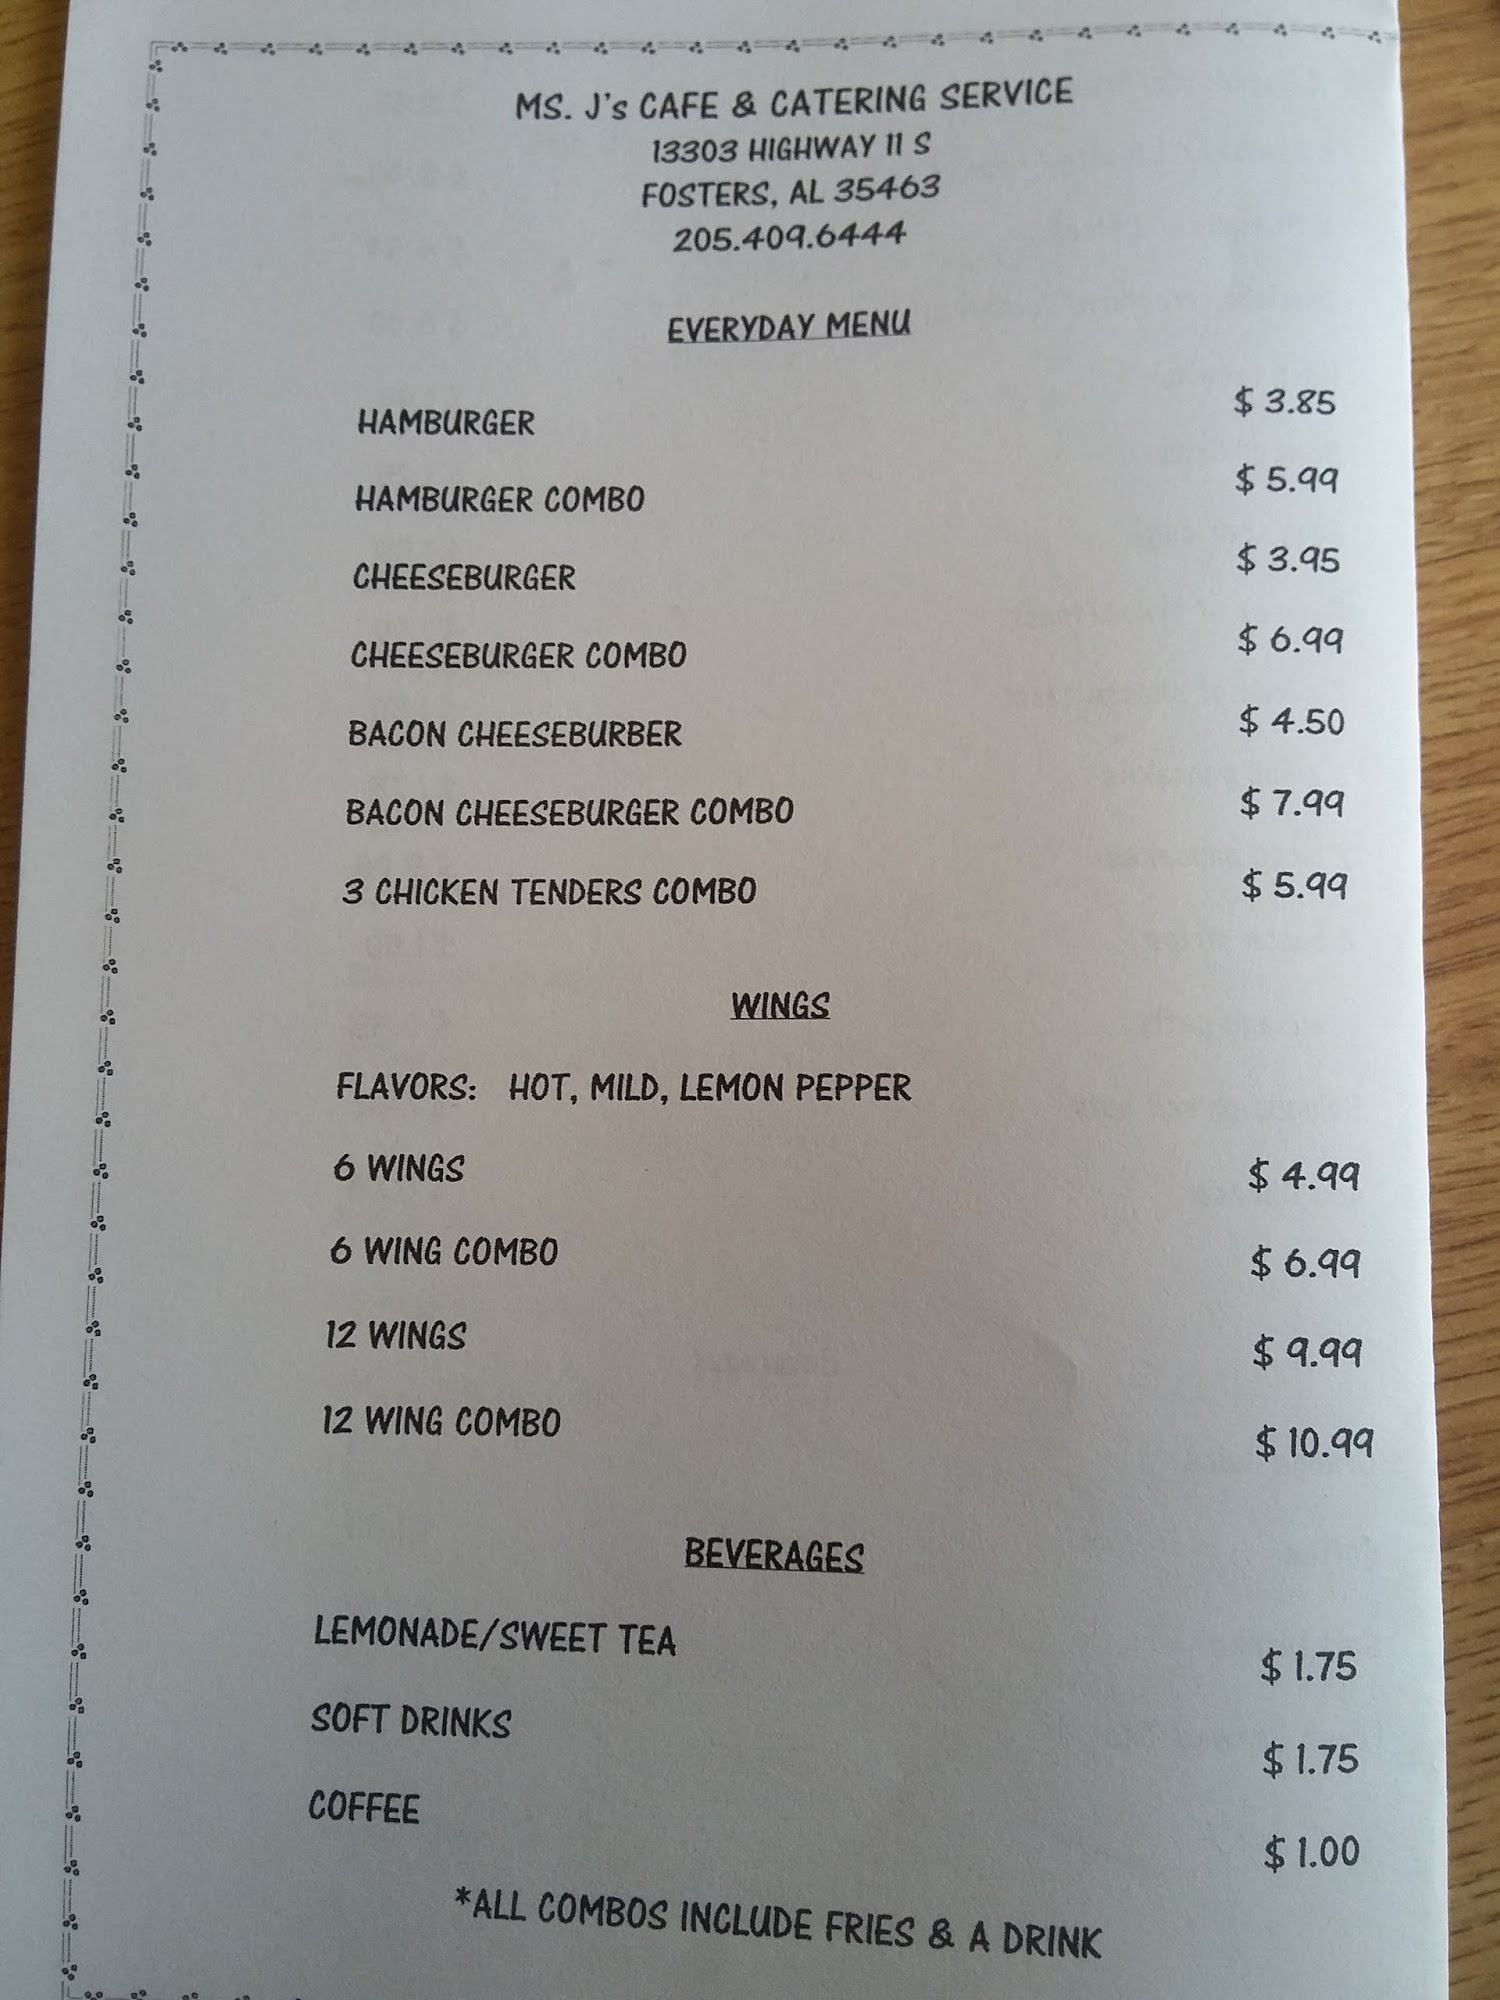 MS. J's CAFE & CATERING SERVICE
13303 HIGHWAY 11 S
FOSTERS, AL 35463
205.409.6444
EVERYDAY MENU
HAMBURGER $ 3.85
HAMBURGER COMBO $ 5.99
CHEESEBURGER $ 3.95
CHEESEBURGER COMBO $ 6.99
BACON CHEESEBURBER $ 4.50
BACON CHEESEBURGER COMBO $ 7.99
3 CHICKEN TENDERS COMBO $ 5.99
WINGS
FLAVORS: HOT, MILD, LEMON PEPPER
6 WINGS $ 4.99
6 WING COMBO $ 6.99
12 WINGS $ 9.99
12 WING COMBO $ 10.99
BEVERAGES
LEMONADE/SWEET TEA $ 1.75
SOFT DRINKS $ 1.75
COFFEE $ 1.00
*ALL COMBOS INCLUDE FRIES & A DRINK